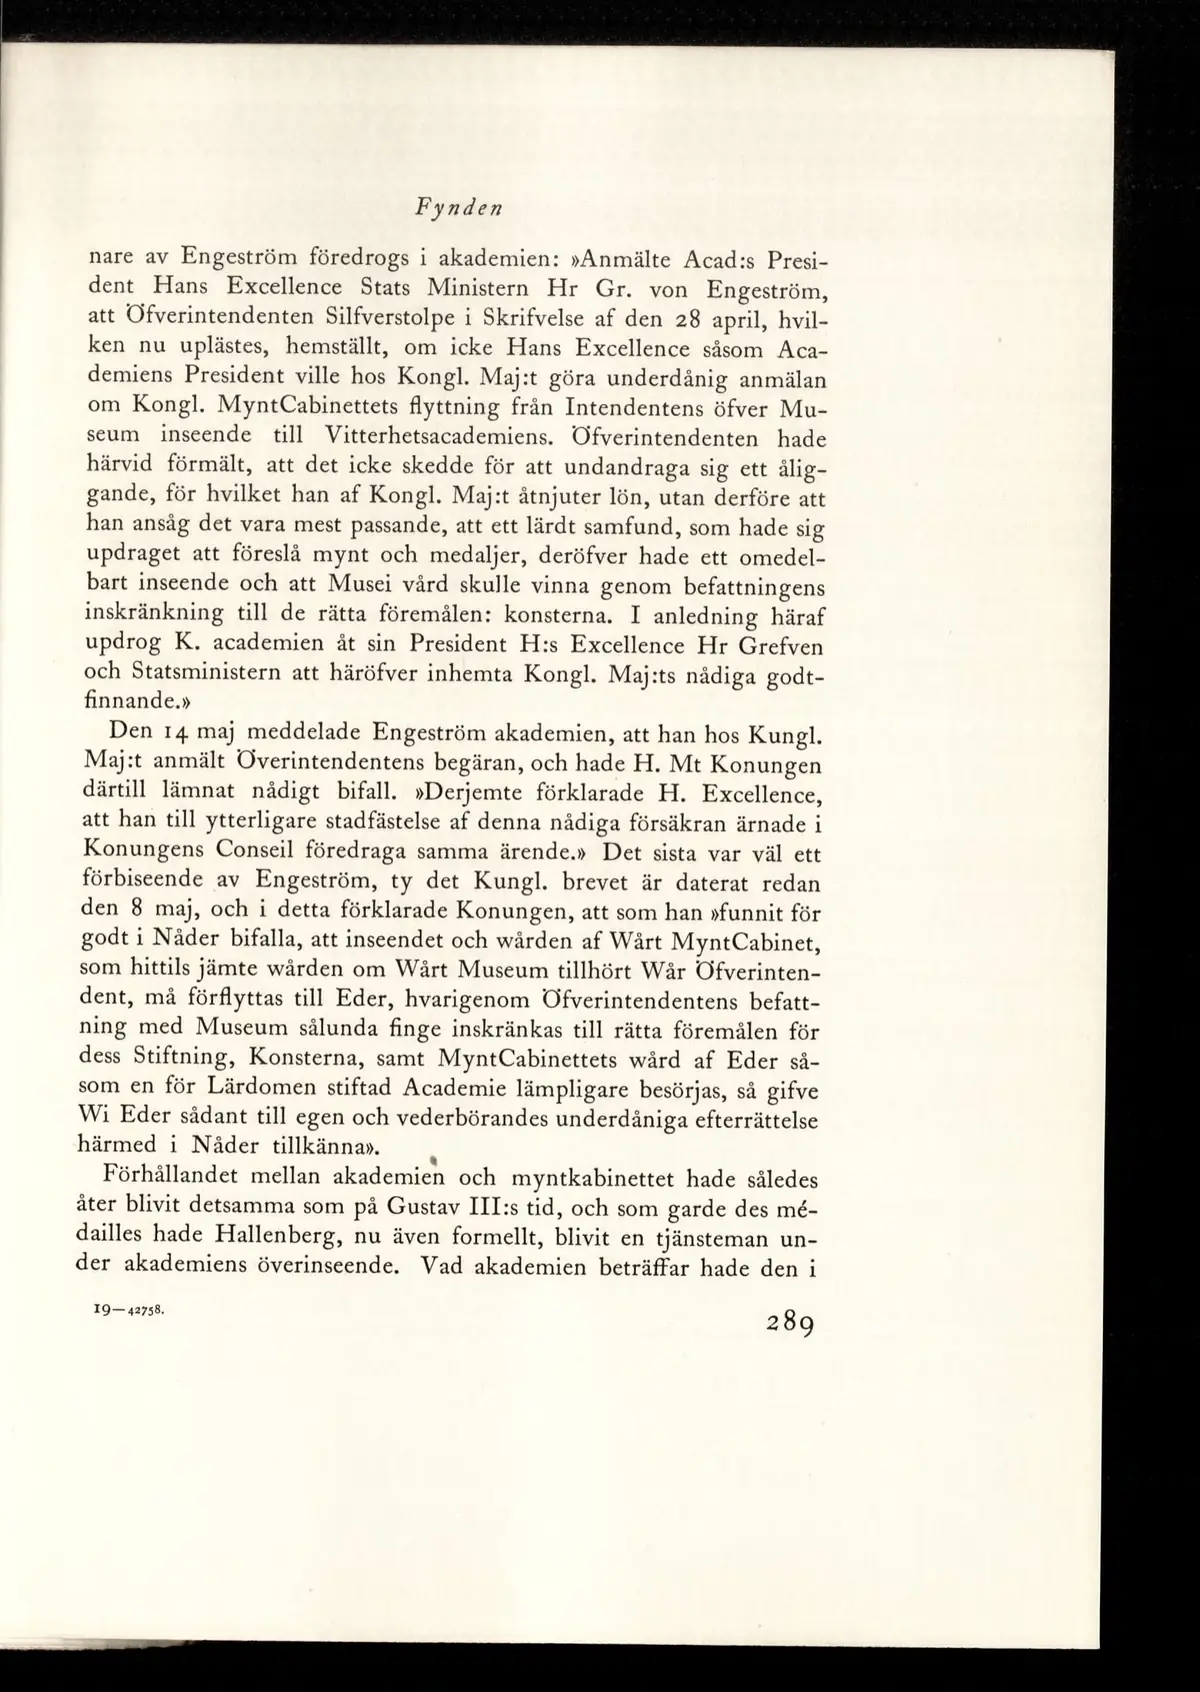 Fynden
nare av Engeström föredrogs i akademien: »Anmälte Acad:s Presi-
dent Hans Excellence Stats Ministern Hr Gr. von Engeström,
att Öfverintendenten Silfverstolpe i Skrifvelse af den 28 april, hvil-
ken nu uplästes, hemställt, om icke Hans Excellence såsom Aca-
demiens President ville hos Kongl. Maj:t göra underdånig anmälan
om Kongl. MyntCabinettets flyttning från Intendentens öfver Mu-
seum inseende till Vitterhetsacademiens. Öfverintendenten hade
härvid förmält, att det icke skedde för att undandraga sig ett ålig-
gande, för hvilket han af Kongl. Maj:t åtnjuter lön, utan derföre att
han ansåg det vara mest passande, att ett lärdt samfund, som hade sig
updraget att föreslå mynt och medaljer, deröfver hade ett omedel-
bart inseende och att Musei vård skulle vinna genom befattningens
inskränkning till de rätta föremålen: konsterna. I anledning häraf
updrog K. academien åt sin President H:s Excellence Hr Grefven
och Statsministern att häröfver inhemta Kongl. Maj:ts nådiga godt-
finnande.»
Den 14 maj meddelade Engeström akademien, att han hos Kungl.
Maj:t anmält Överintendentens begäran, och hade H. Mt Konungen
därtill lämnat nådigt bifall. »Derjemte förklarade H. Excellence,
att han till ytterligare stadfästelse af denna nådiga försäkran ärnade i
Konungens Conseil föredraga samma ärende.» Det sista var väl ett
förbiseende av Engeström, ty det Kungl. brevet är daterat redan
den 8 maj, och i detta förklarade Konungen, att som han »funnit för
godt i Nåder bifalla, att inseendet och wården af Wårt MyntCabinet,
som hittils jämte wården om Wårt Museum tillhört Wår Öfverinten-
dent, må förflyttas till Eder, hvarigenom Öfverintendentens befatt-
ning med Museum sålunda finge inskränkas till rätta föremålen för
dess Stiftning, Konsterna, samt MyntCabinettets wård af Eder så-
som en för Lärdomen stiftad Academie lämpligare besörjas, så gifve
Wi Eder sådant till egen och vederbörandes underdåniga efterrättelse
härmed i Nåder tillkänna».
Förhållandet mellan akademien och myntkabinettet hade således
åter blivit detsamma som på Gustav III:s tid, och som garde des mé-
dailles hade Hallenberg, nu även formellt, blivit en tjänsteman un-
der akademiens överinseende. Vad akademien beträffar hade den i
19—42758.
289